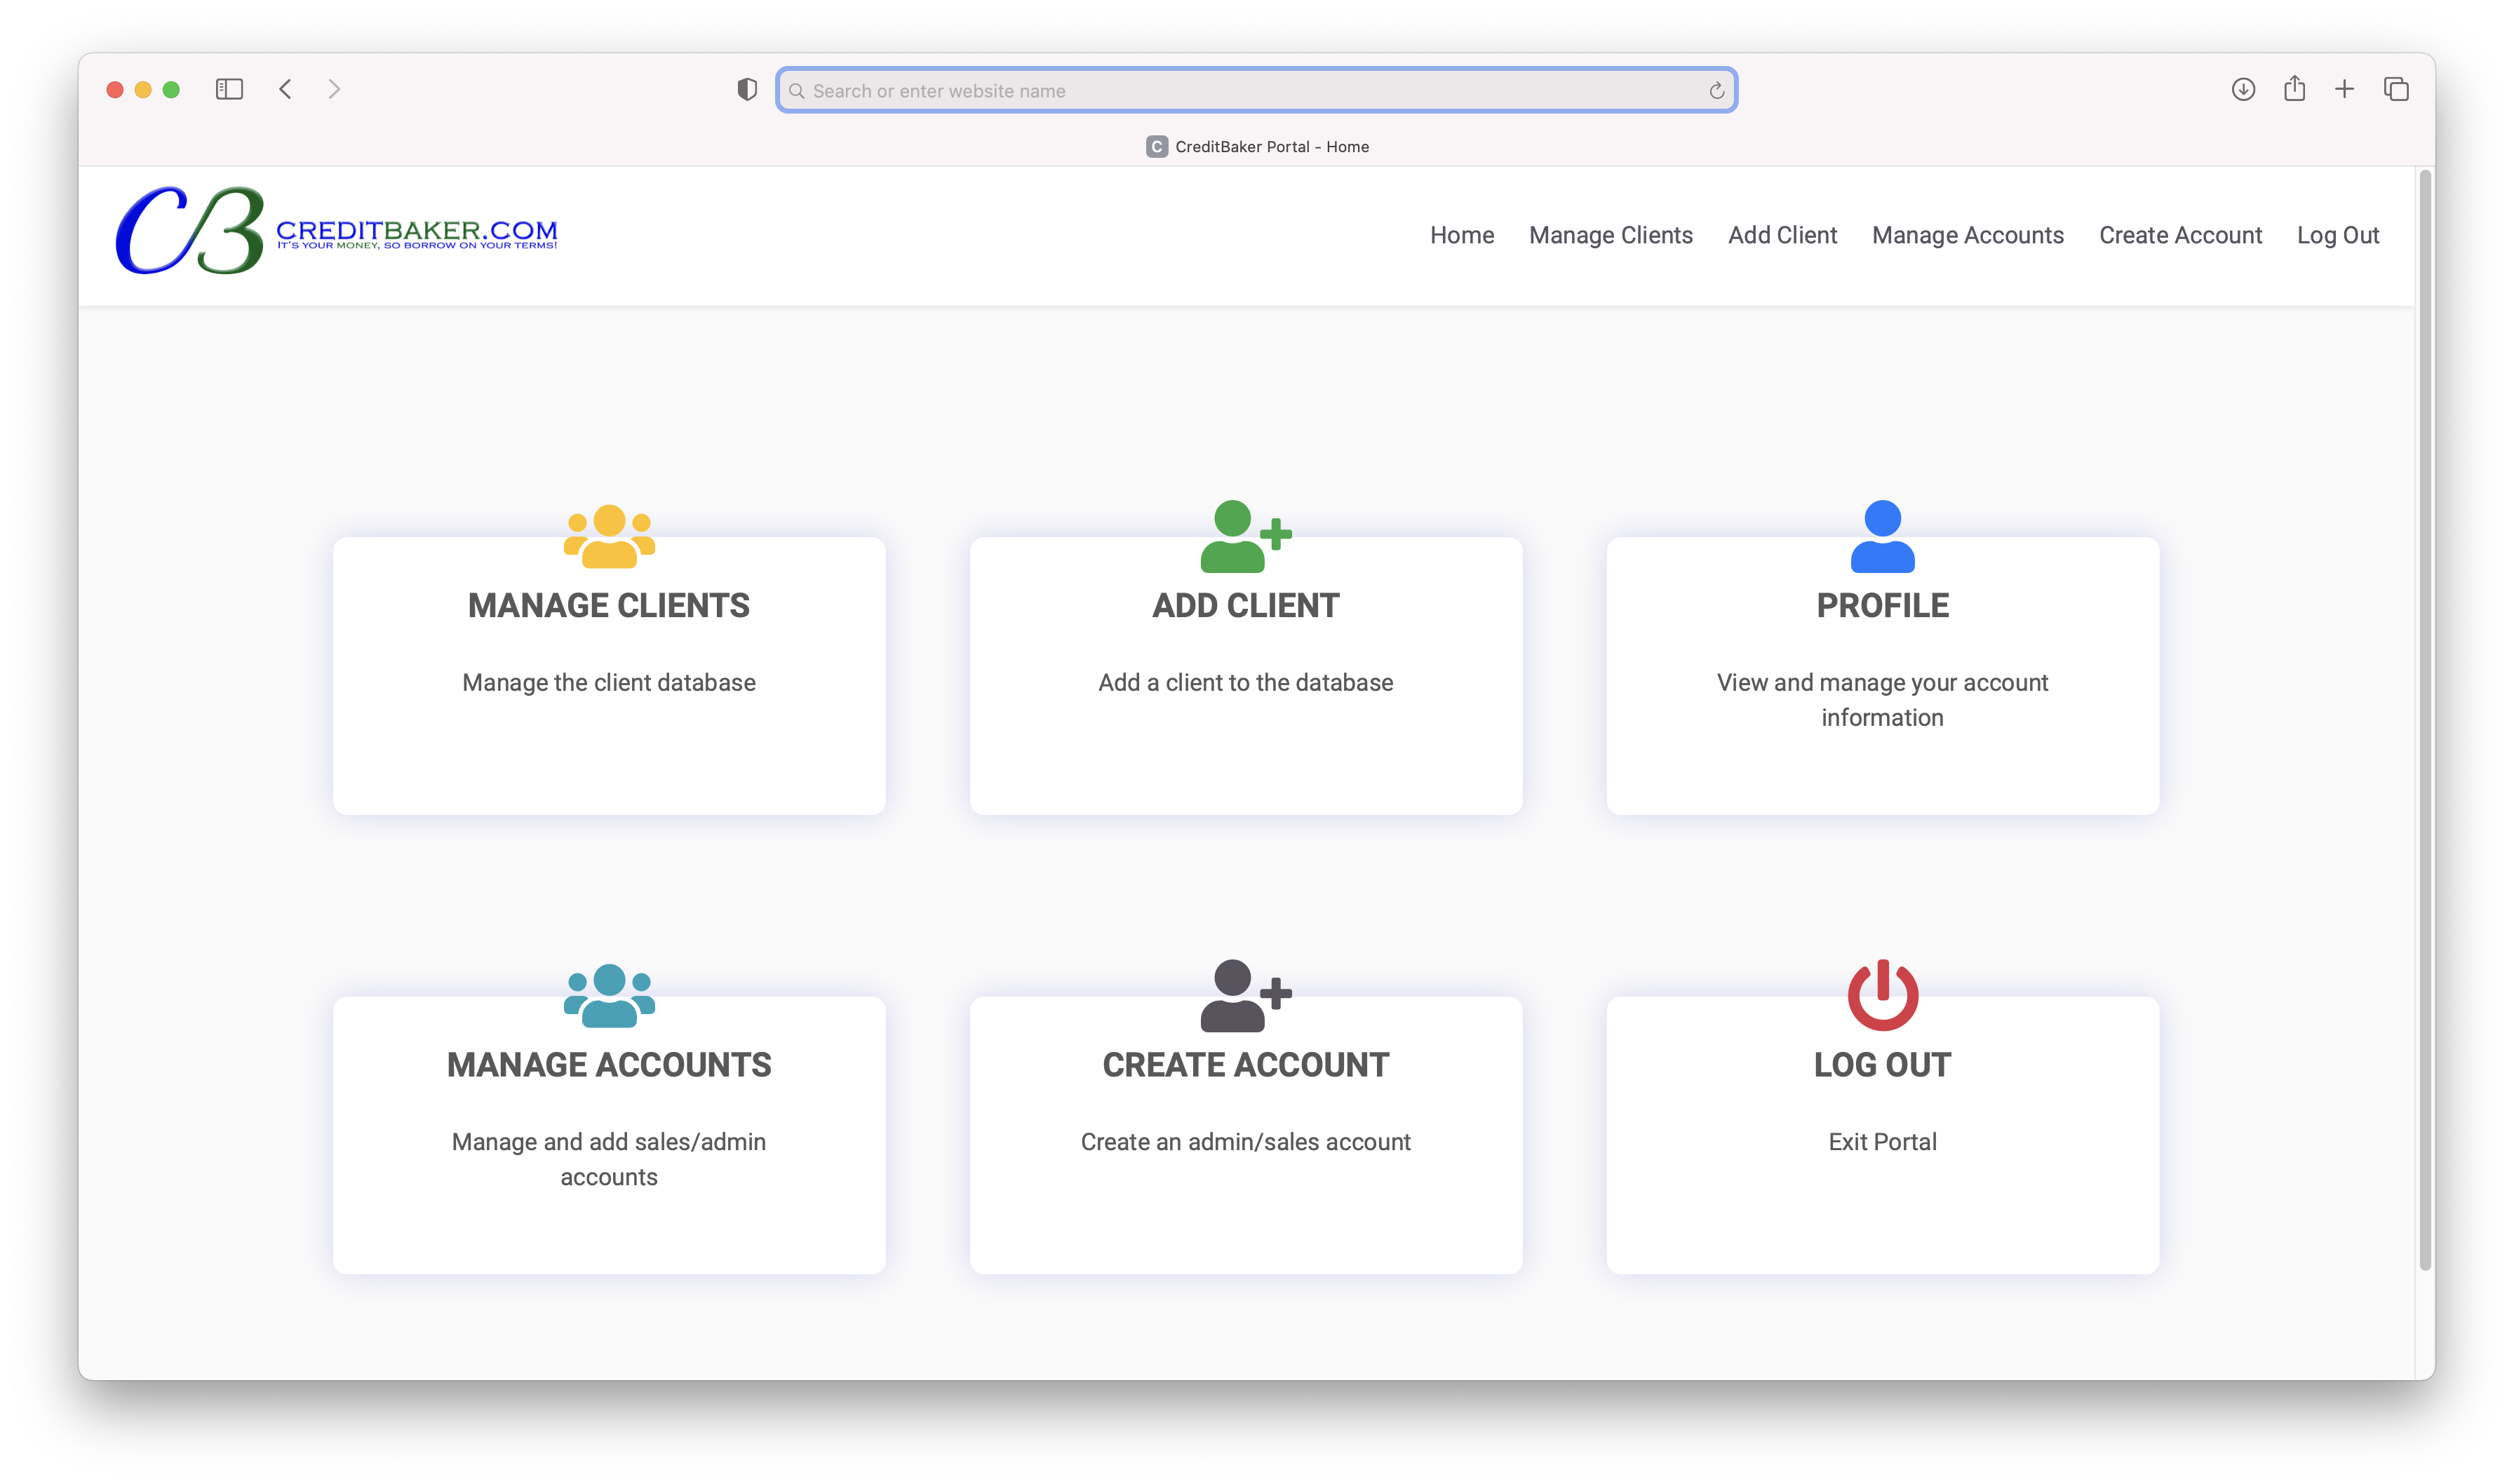 Search or enter website name
C CreditBaker Portal - Home
CB
CREDITBAKER.COM
IT'S YOUR MONEY, SO BORROW ON YOUR TERMS!
Home Manage Clients Add Client Manage Accounts Create Account Log Out
MANAGE CLIENTS
Manage the client database
ADD CLIENT
Add a client to the database
PROFILE
View and manage your account
information
MANAGE ACCOUNTS
Manage and add sales/admin
accounts
CREATE ACCOUNT
Create an admin/sales account
LOG OUT
Exit Portal